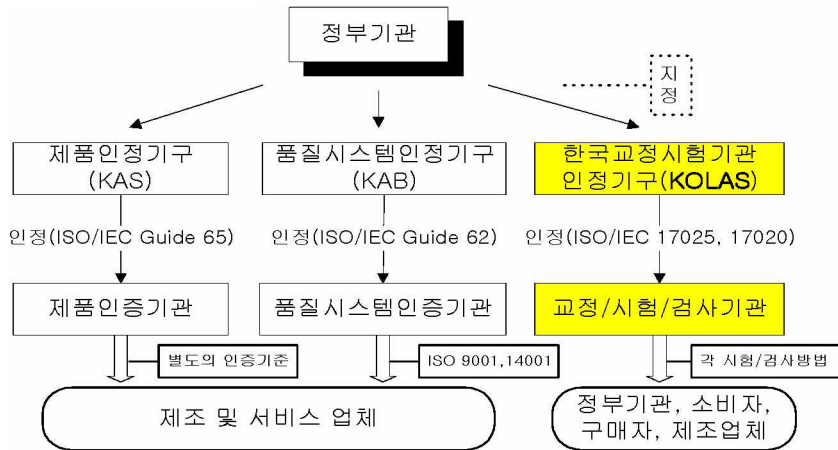 정부기관
지
정
제품인정기구
(KAS)
품질시스템인정기구
(KAB)
한국교정시험기관
인정기구(KOLAS)
인정(ISO/IEC Guide 65)
인정(ISO/IEC Guide 62)
인정(ISO/IEC 17025, 17020)
제품인증기관
품질시스템인증기관
교정/시험/검사기관
별도의 인증기준
ISO 9001,14001
각 시험/검사방법
제조 및 서비스 업체
정부기관, 소비자,
구매자, 제조업체